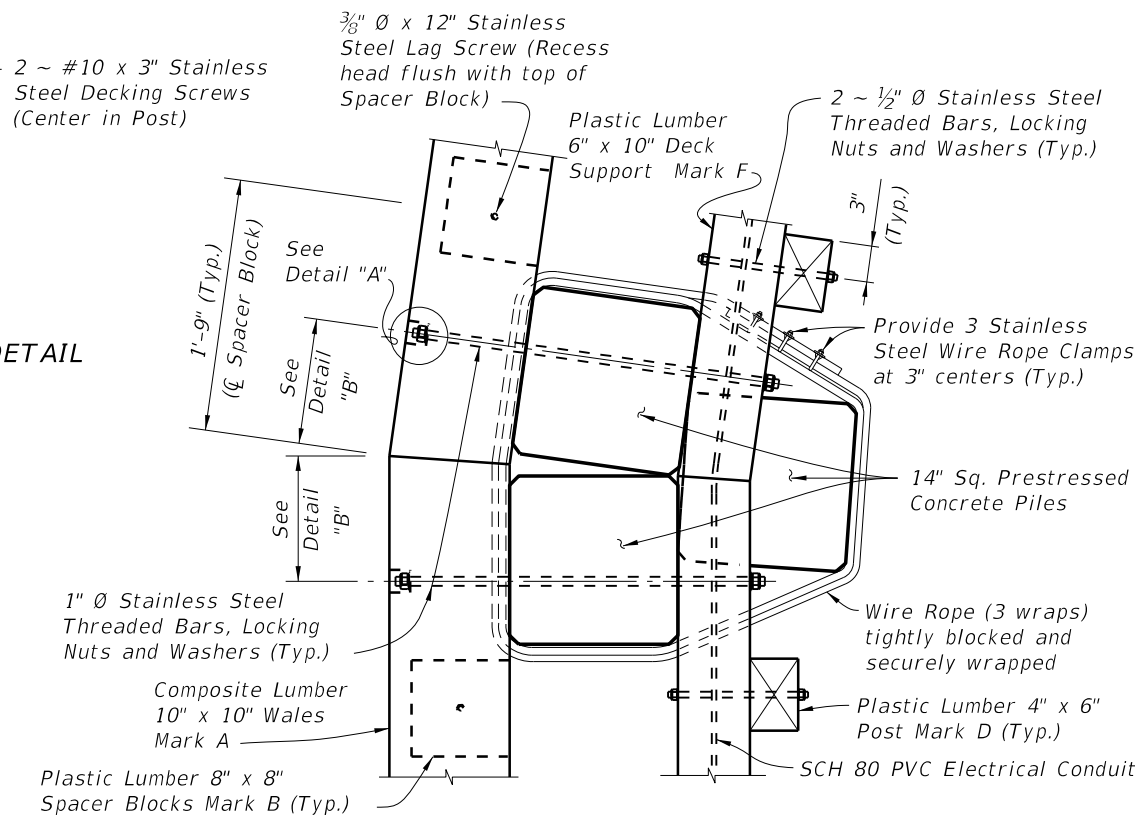 3/8" Ø x 12" Stainless
Steel Lag Screw (Recess
head flush with top of
Spacer Block)
2 ~ #10 x 3" Stainless
Steel Decking Screws
(Center in Post)
Plastic Lumber
6" x 10" Deck
Support Mark F
2 ~ 1/2" Ø Stainless Steel
Threaded Bars, Locking
Nuts and Washers (Typ.)
3"
(Typ.)
See
Detail "A"
1'-9" (Typ.)
(℄ Spacer Block)
DETAIL
See
Detail
"B"
Provide 3 Stainless
Steel Wire Rope Clamps
at 3" centers (Typ.)
14" Sq. Prestressed
Concrete Piles
See
Detail
"B"
1" Ø Stainless Steel
Threaded Bars, Locking
Nuts and Washers (Typ.)
Wire Rope (3 wraps)
tightly blocked and
securely wrapped
Composite Lumber
10" x 10" Wales
Mark A
Plastic Lumber 4" x 6"
Post Mark D (Typ.)
SCH 80 PVC Electrical Conduit
Plastic Lumber 8" x 8"
Spacer Blocks Mark B (Typ.)